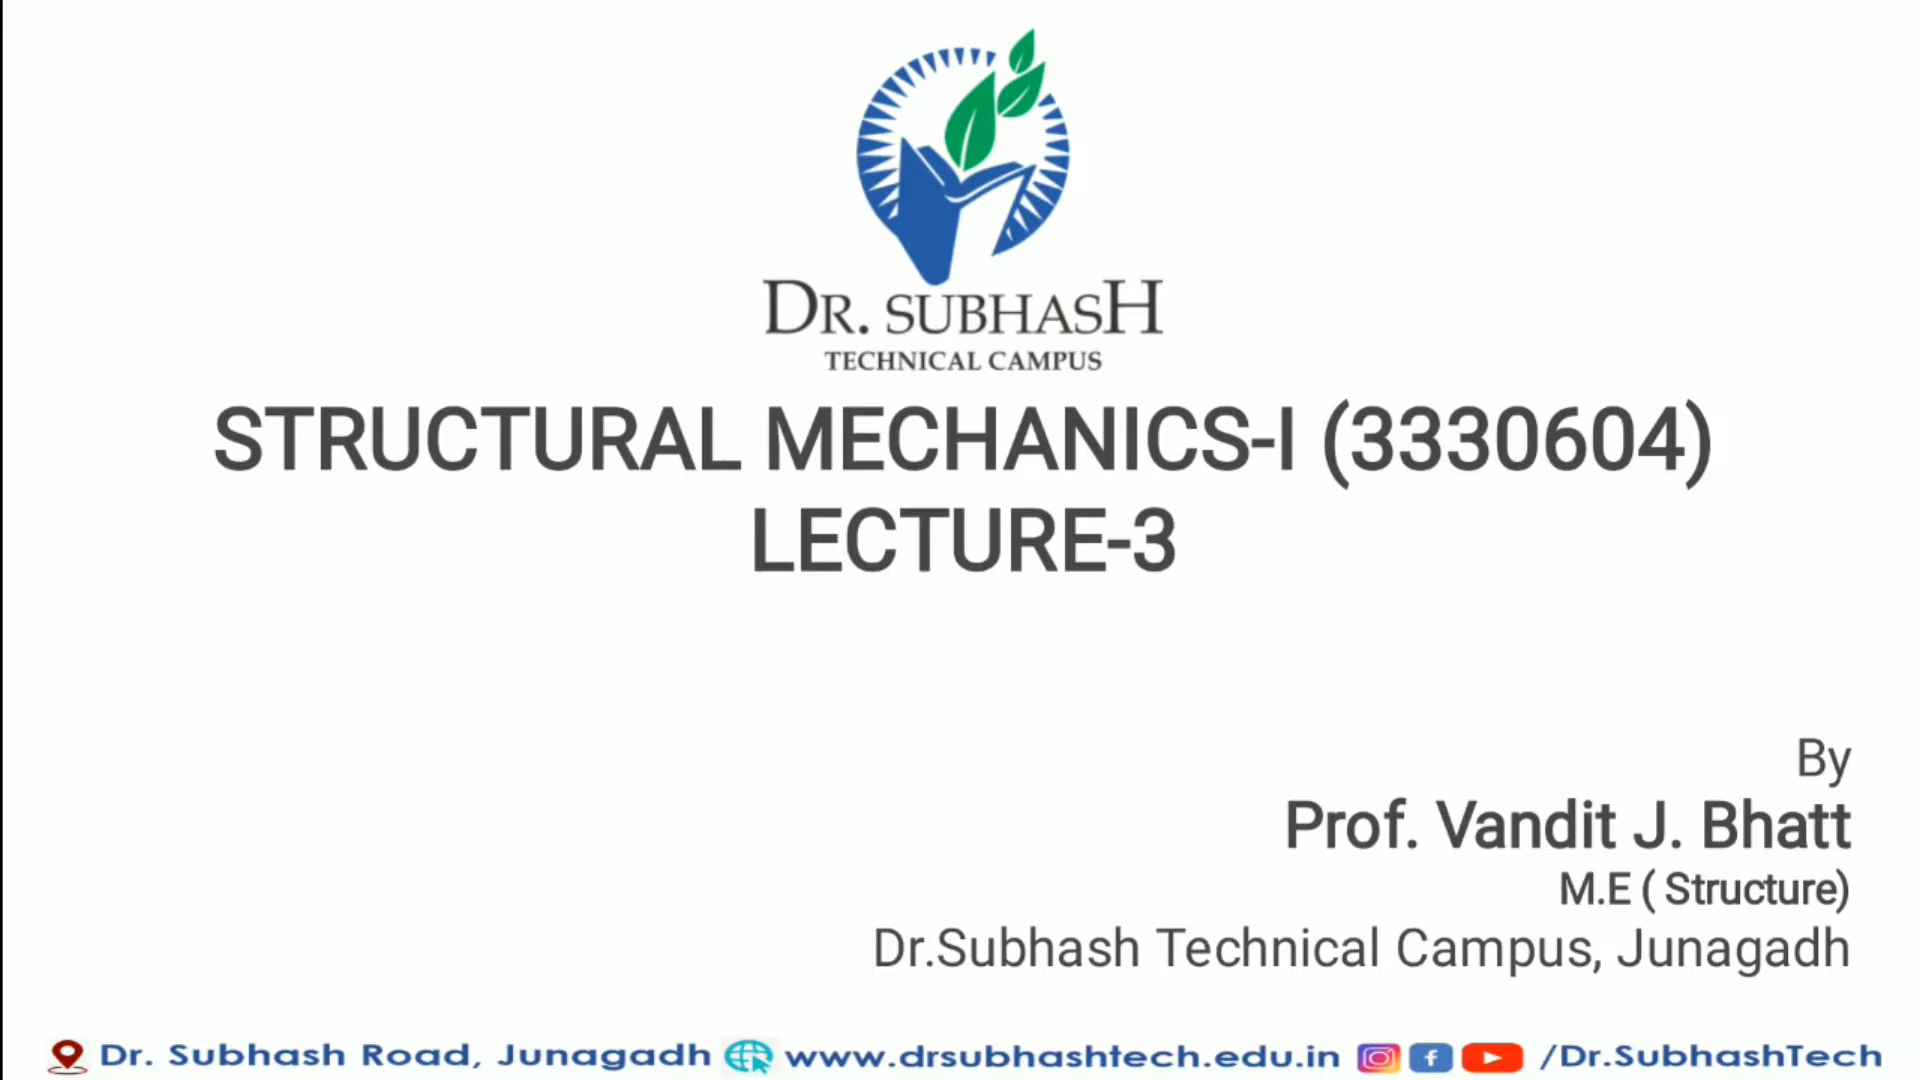 DR. SUBHASH
TECHNICAL CAMPUS
STRUCTURAL MECHANICS-I (3330604)
LECTURE-3
By
Prof. Vandit J. Bhatt
M.E ( Structure)
Dr.Subhash Technical Campus, Junagadh
Dr. Subhash Road, Junagadh www.drsubhashtech.edu.in f /Dr.SubhashTech